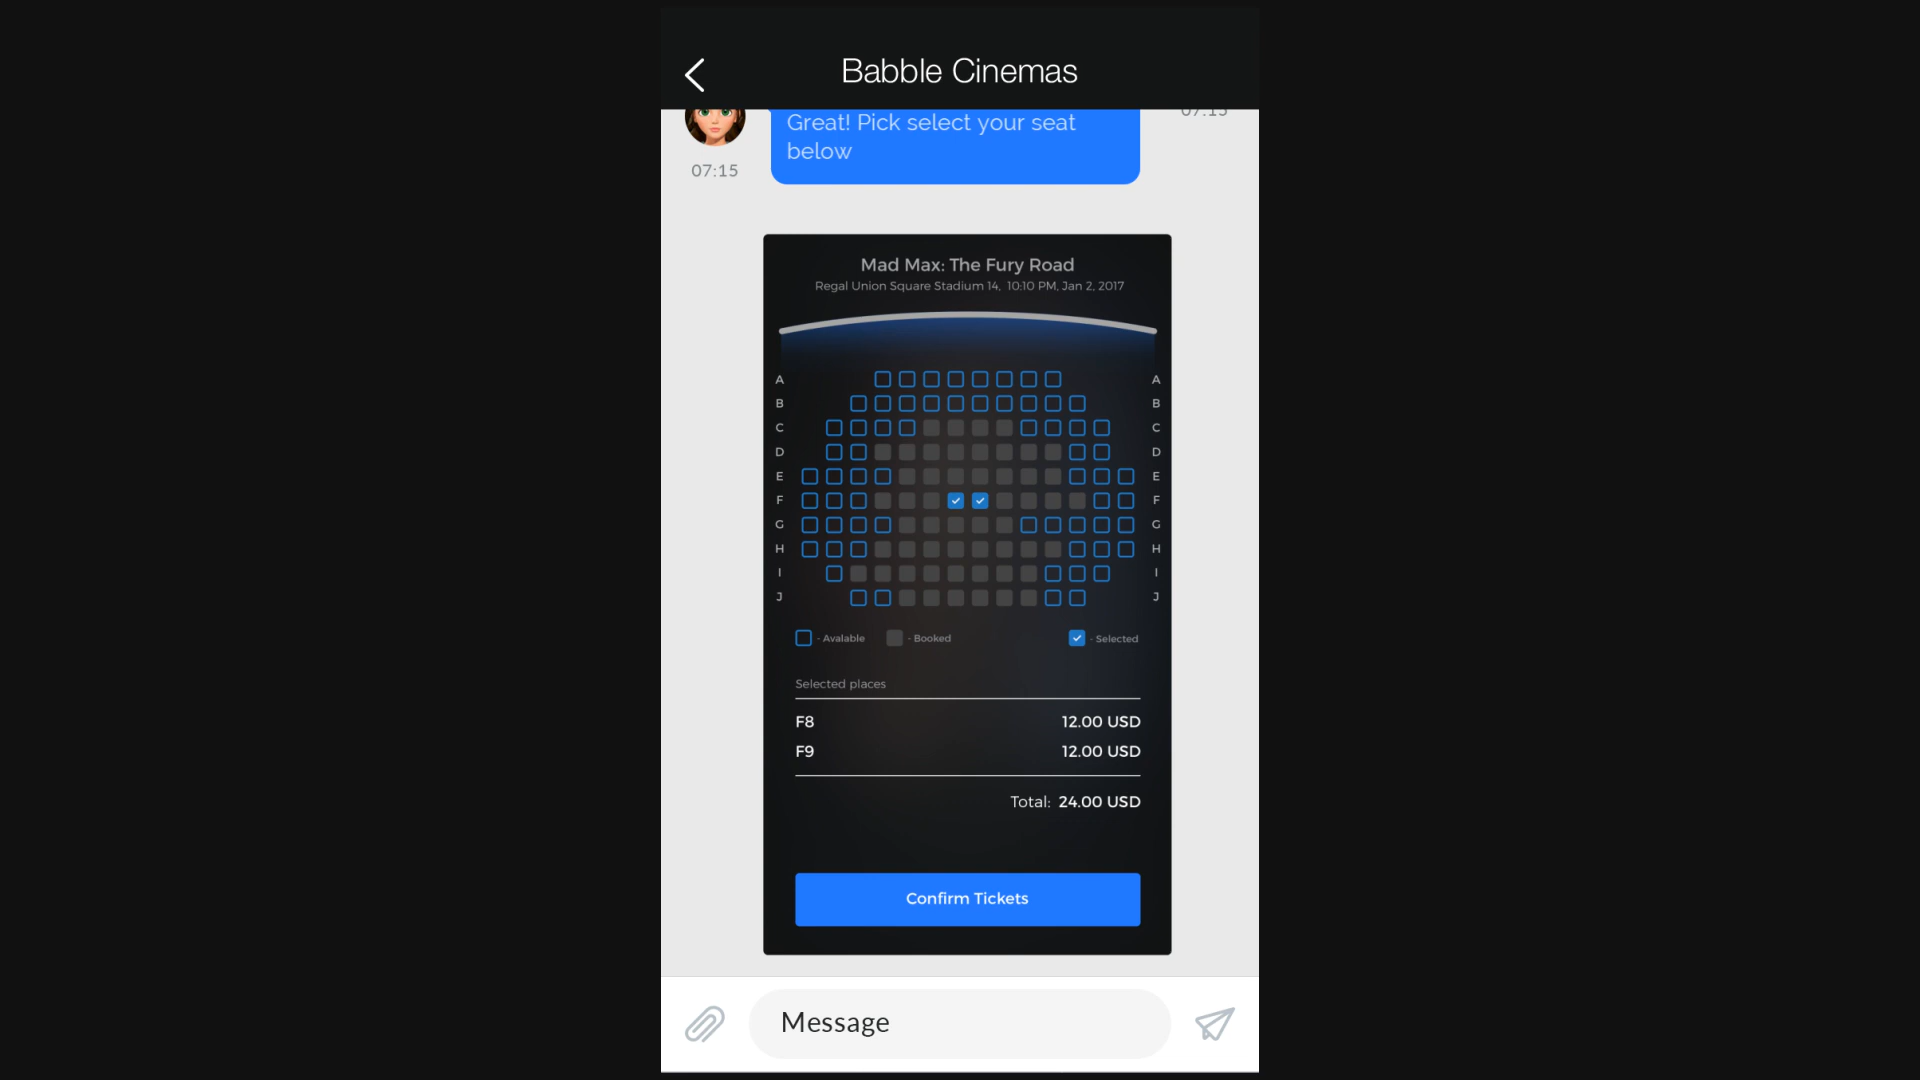 Babble Cinemas
07:15
Great! Pick select your seat
below
07:15
Mad Max: The Fury Road
Regal Union Square Stadium 14, 10:10 PM, Jan 2, 2017
A A
B B
C C
D D
E E
F F
G G
H H
I I
J J
- Avalable - Booked - Selected
Selected places
F8 12.00 USD
F9 12.00 USD
Total: 24.00 USD
Confirm Tickets
Message